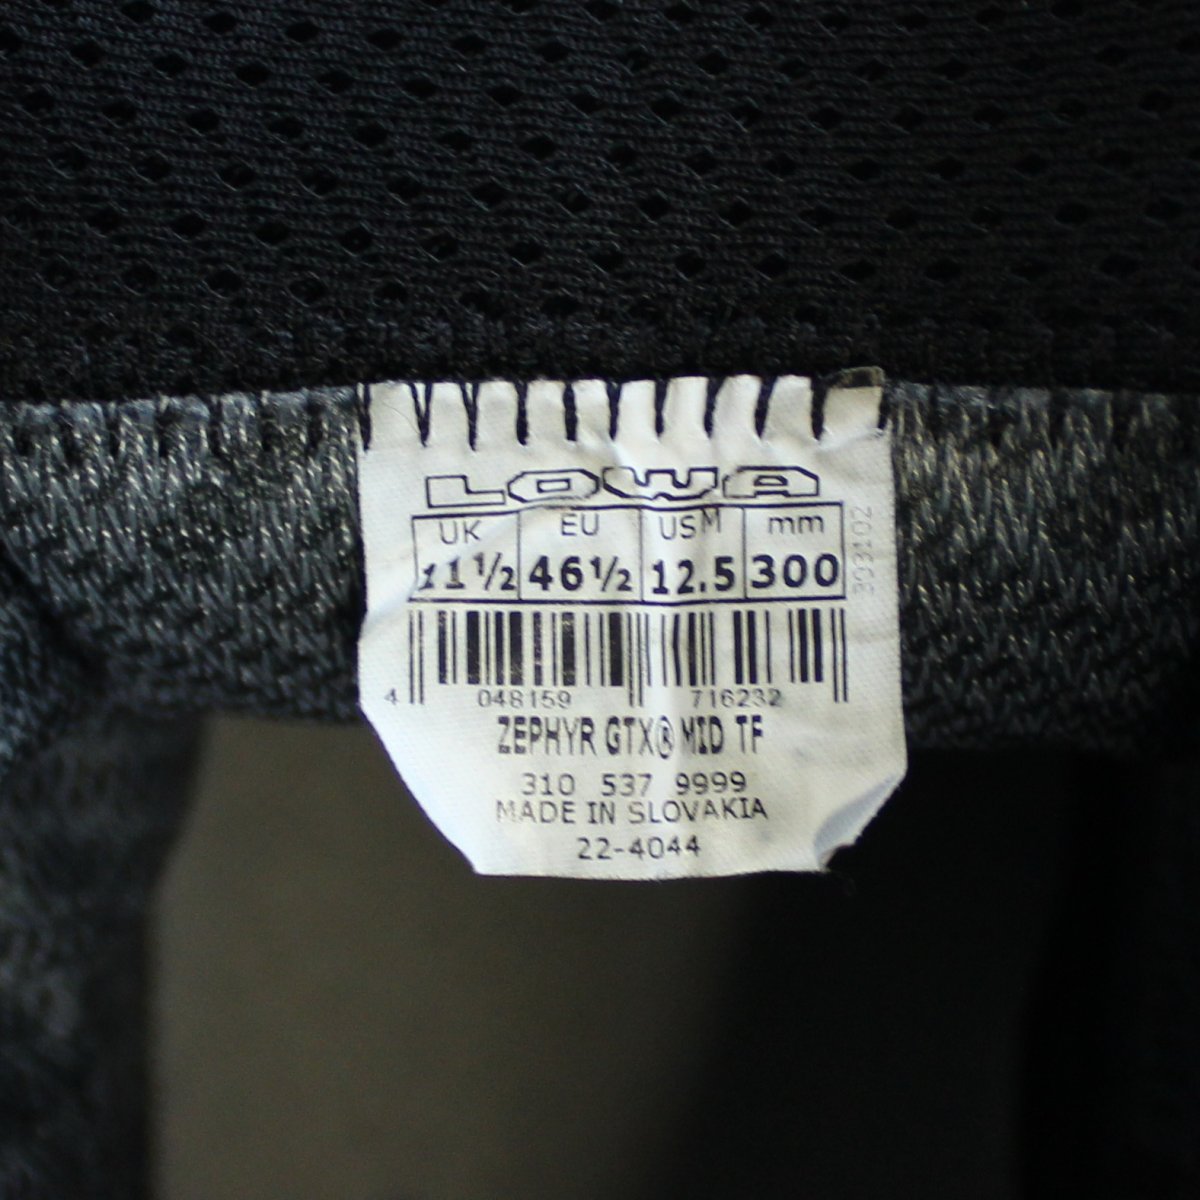 LOWA
UK EU USM mm
11½ 46½ 12.5 300
393102
4 048159 716232
ZEPHYR GTX® MID TF
310 537 9999
MADE IN SLOVAKIA
22-4044